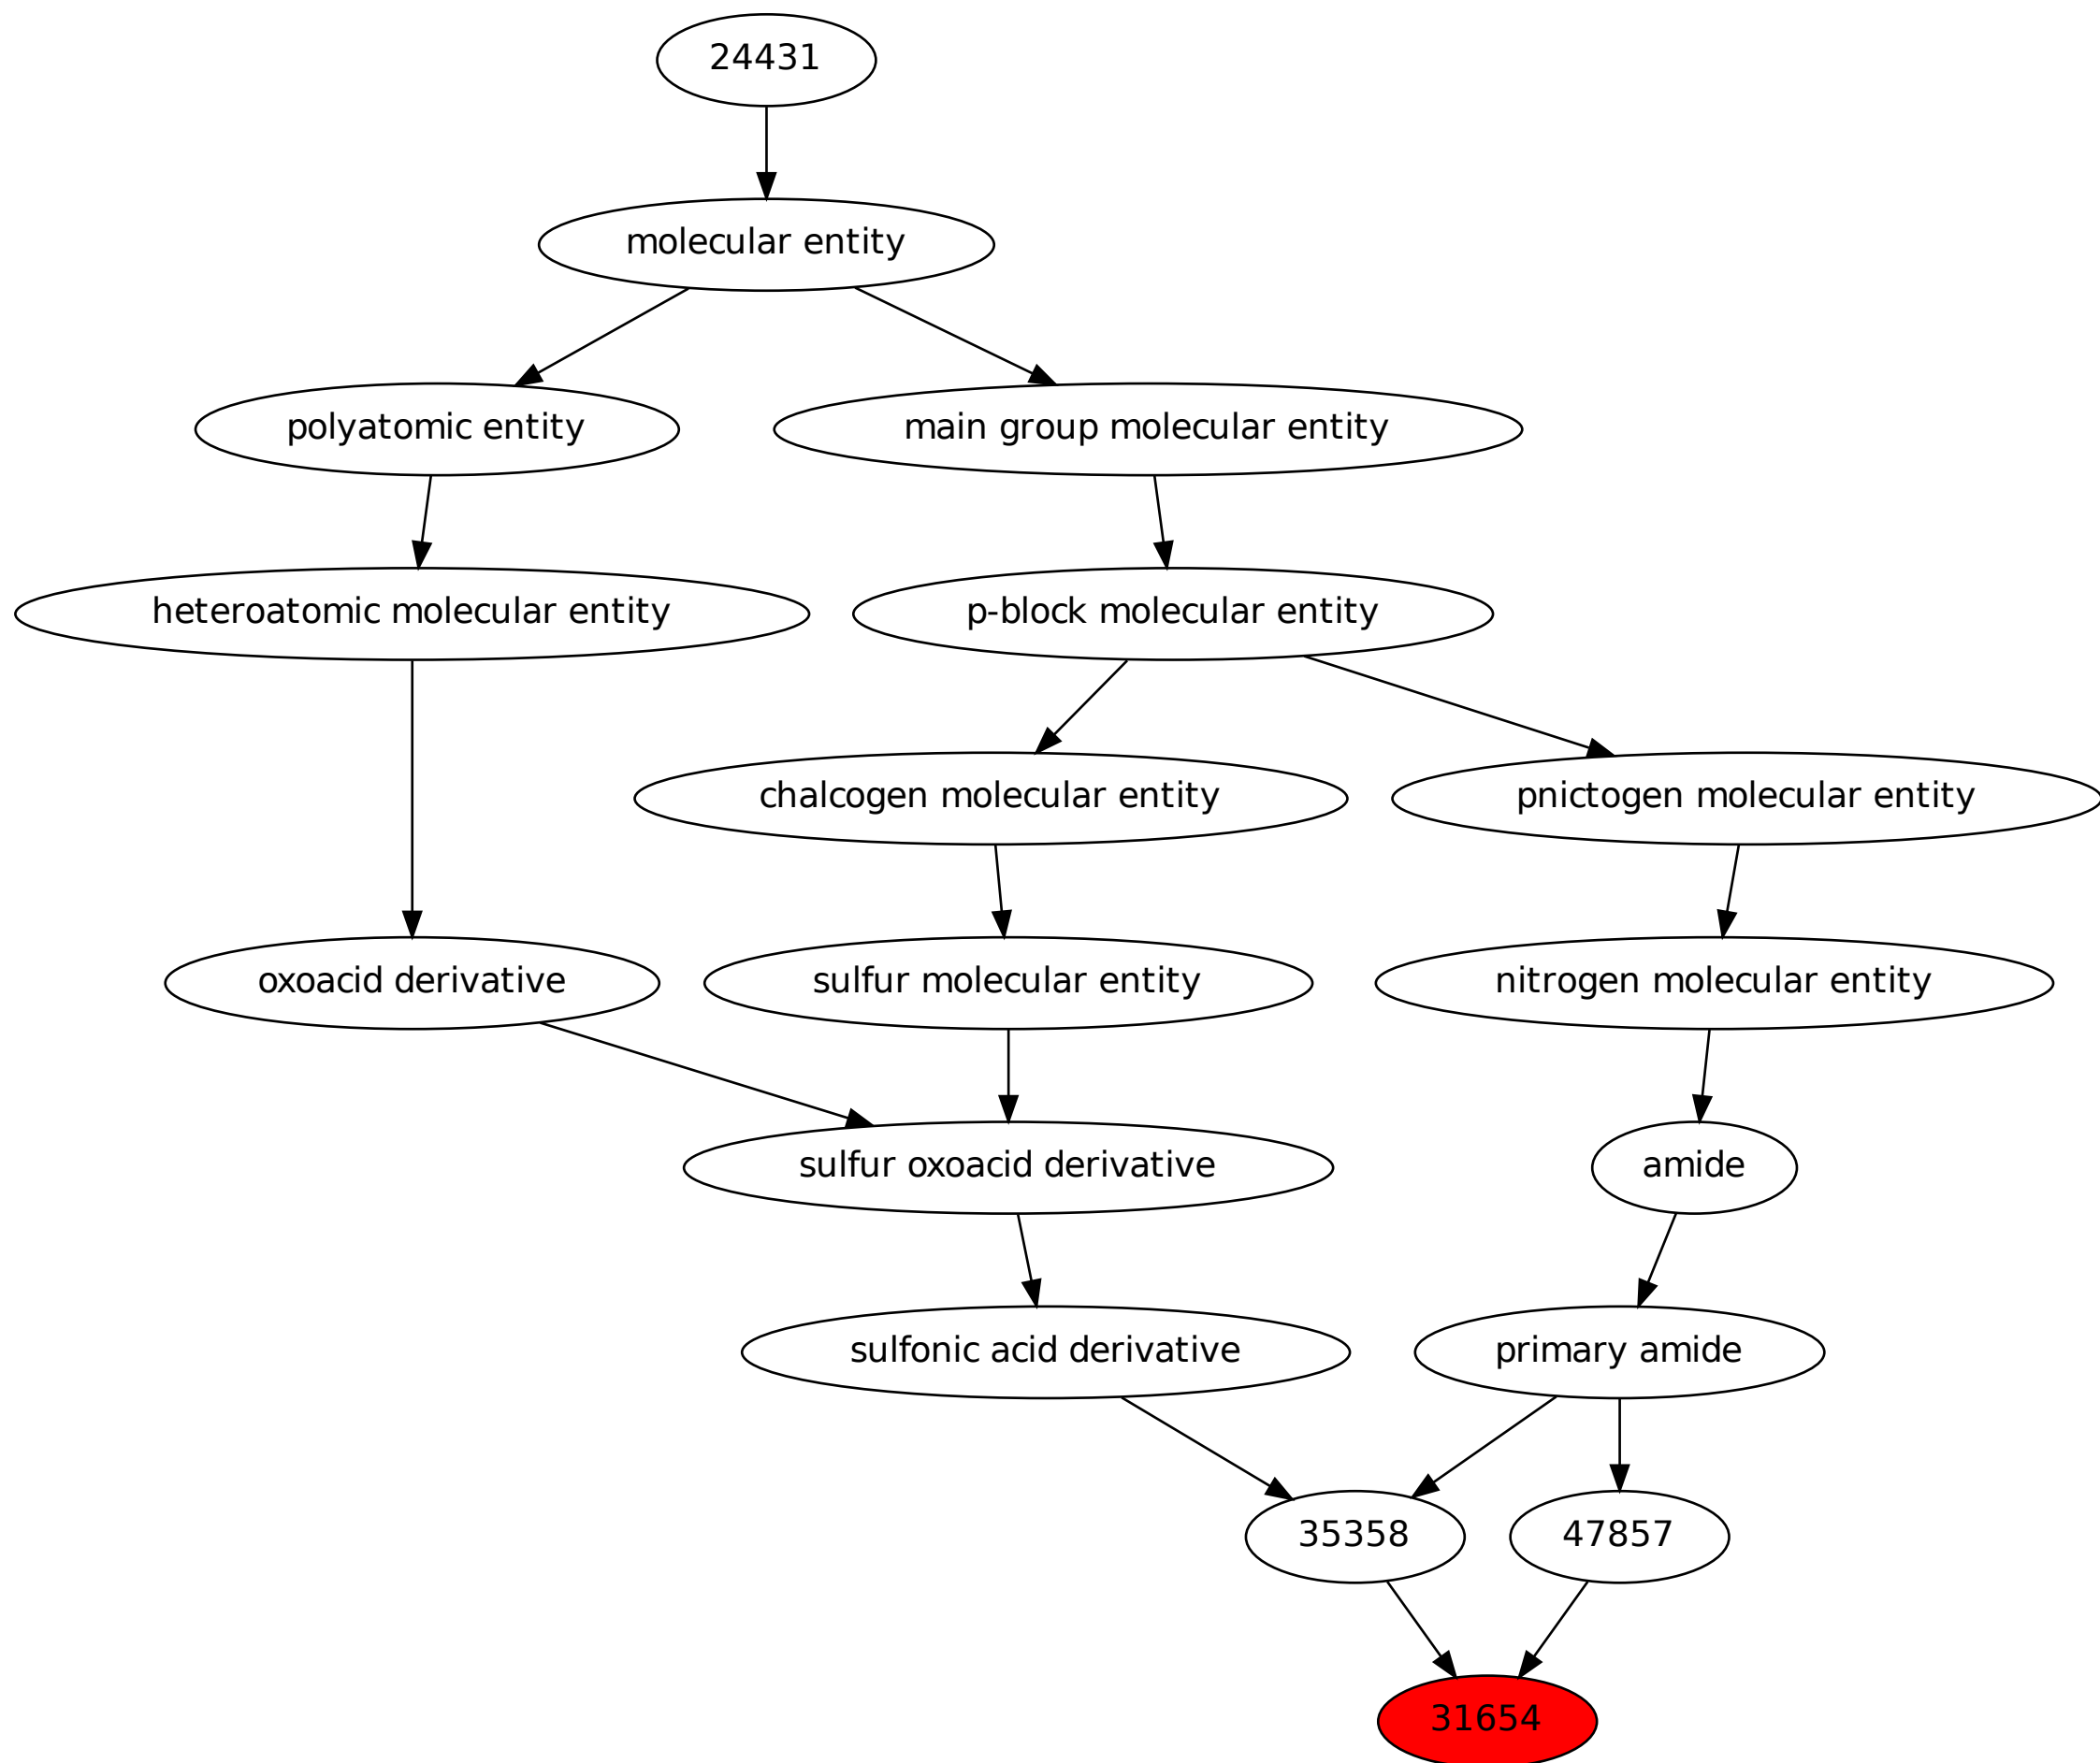 24431
molecular entity
polyatomic entity
main group molecular entity
heteroatomic molecular entity
p-block molecular entity
chalcogen molecular entity
pnictogen molecular entity
oxoacid derivative
sulfur molecular entity
nitrogen molecular entity
sulfur oxoacid derivative
amide
sulfonic acid derivative
primary amide
35358
47857
31654